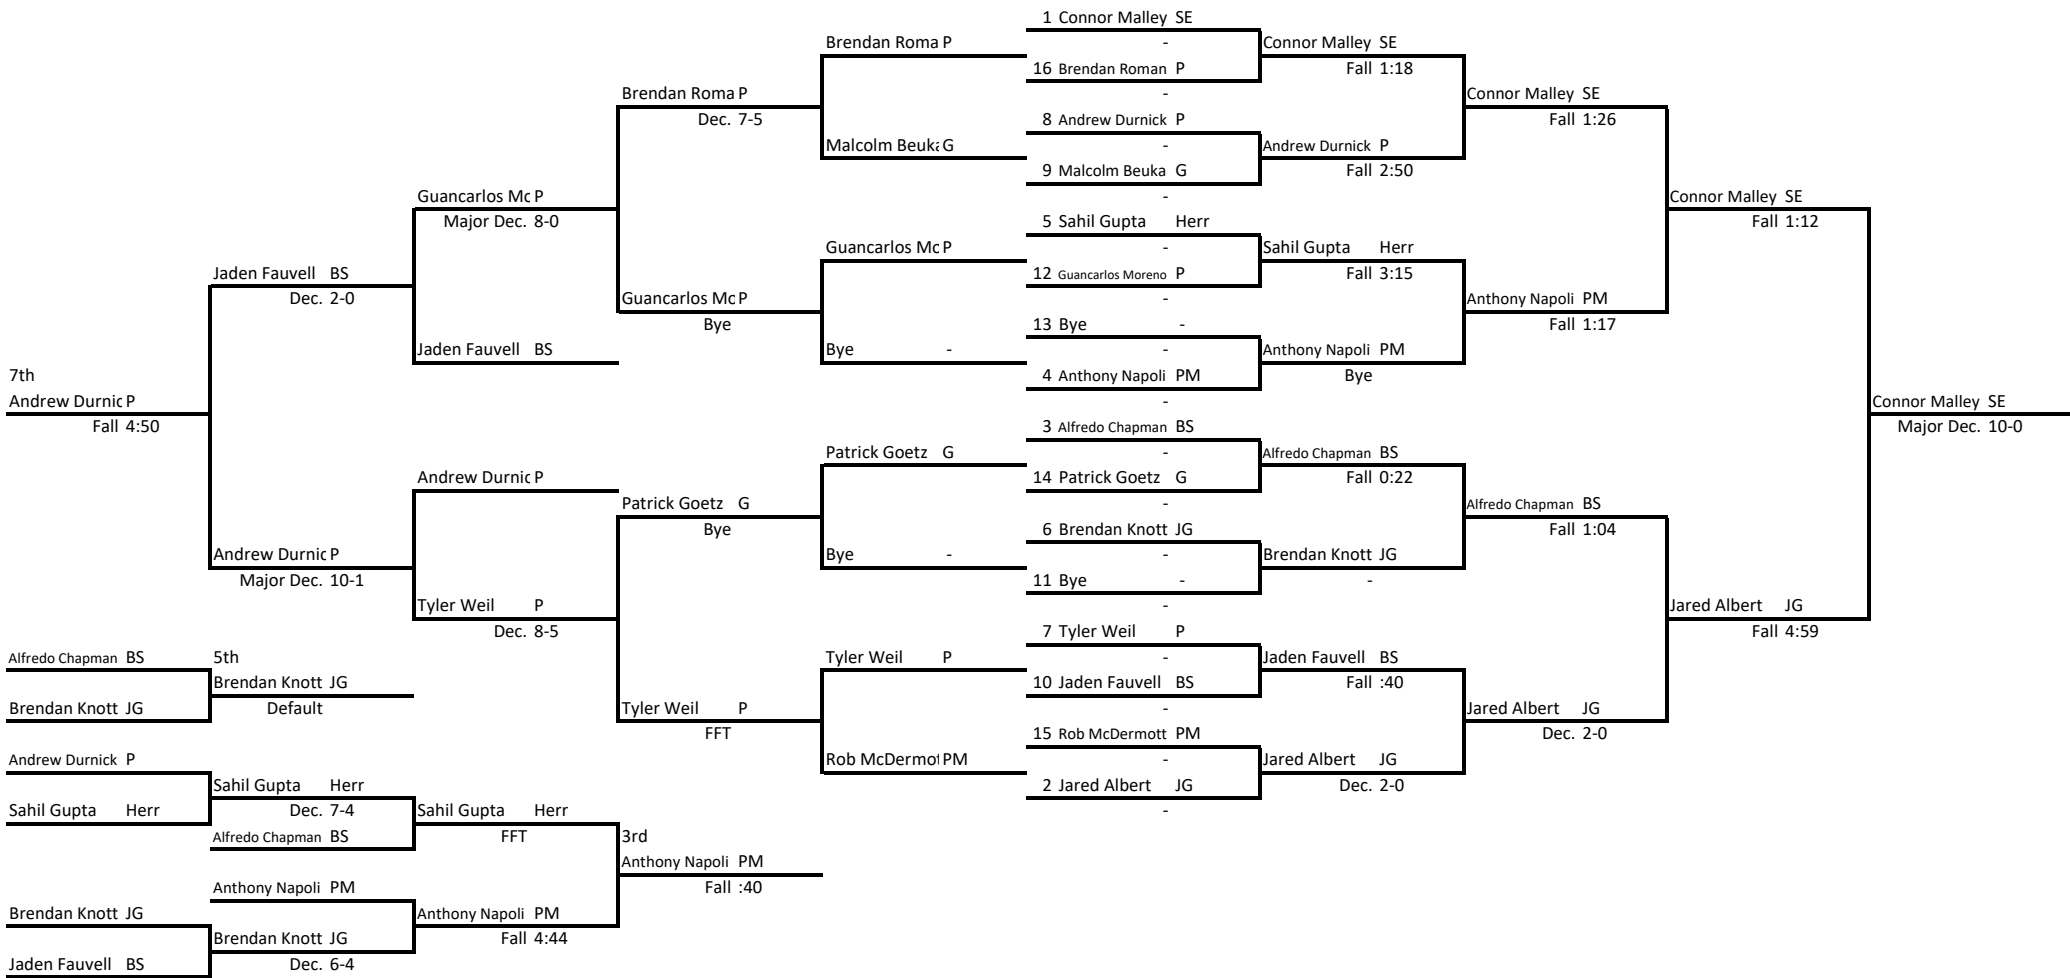 1 Connor Malley SE
Brendan Roma P - Connor Malley SE
16 Brendan Roman P Fall 1:18
Brendan Roma P - Connor Malley SE
Dec. 7-5 8 Andrew Durnick P Fall 1:26
Malcolm Beuka G - Andrew Durnick P
9 Malcolm Beuka G Fall 2:50
Guancarlos Mc P - Connor Malley SE
Major Dec. 8-0 5 Sahil Gupta Herr Fall 1:12
Guancarlos Mc P - Sahil Gupta Herr
Jaden Fauvell BS 12 Guancarlos Moreno P Fall 3:15
Dec. 2-0 Guancarlos Mc P - Anthony Napoli PM
Bye 13 Bye - Fall 1:17
Jaden Fauvell BS Bye - - Anthony Napoli PM
7th 4 Anthony Napoli PM Bye
Andrew Durnic P - Connor Malley SE
Fall 4:50 3 Alfredo Chapman BS Major Dec. 10-0
Patrick Goetz G - Alfredo Chapman BS
Andrew Durnic P 14 Patrick Goetz G Fall 0:22
Patrick Goetz G - Alfredo Chapman BS
Bye 6 Brendan Knott JG Fall 1:04
Andrew Durnic P Bye - - Brendan Knott JG
Major Dec. 10-1 11 Bye - -
Tyler Weil P - Jared Albert JG
Dec. 8-5 7 Tyler Weil P Fall 4:59
Alfredo Chapman BS 5th Tyler Weil P - Jaden Fauvell BS
Brendan Knott JG 10 Jaden Fauvell BS Fall :40
Brendan Knott JG Default Tyler Weil P - Jared Albert JG
FFT 15 Rob McDermott PM Dec. 2-0
Andrew Durnick P Rob McDermot PM - Jared Albert JG
Sahil Gupta Herr 2 Jared Albert JG Dec. 2-0
Sahil Gupta Herr Dec. 7-4 Sahil Gupta Herr -
Alfredo Chapman BS FFT 3rd
Anthony Napoli PM
Anthony Napoli PM Fall :40
Brendan Knott JG Anthony Napoli PM
Brendan Knott JG Fall 4:44
Jaden Fauvell BS Dec. 6-4